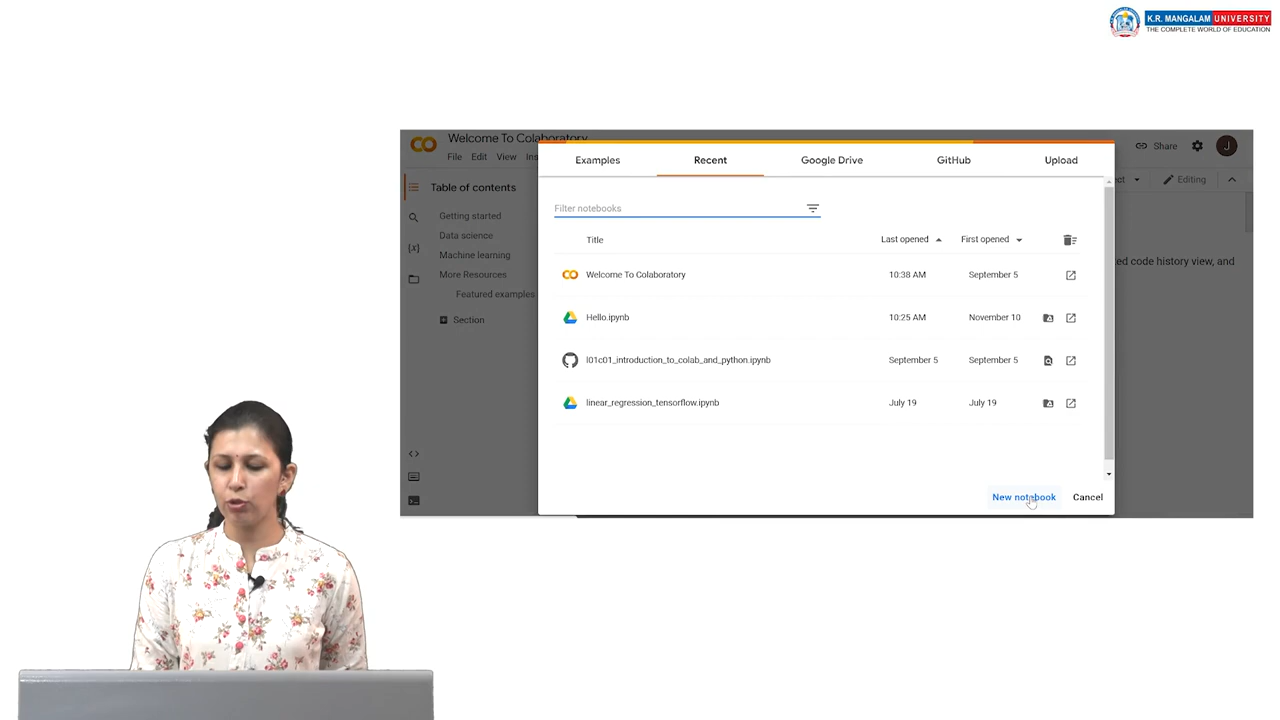 K.R. MANGALAM UNIVERSITY
THE COMPLETE WORLD OF EDUCATION
Welcome To Colaboratory
File Edit View Ins
Share J
Table of contents
Getting started
Data science
Machine learning
More Resources
Featured examples
Section
Examples Recent Google Drive GitHub Upload
Filter notebooks
Title Last opened First opened
Welcome To Colaboratory 10:38 AM September 5
Hello.ipynb 10:25 AM November 10
l01c01_introduction_to_colab_and_python.ipynb September 5 September 5
linear_regression_tensorflow.ipynb July 19 July 19
New notebook Cancel
ct Editing
ted code history view, and